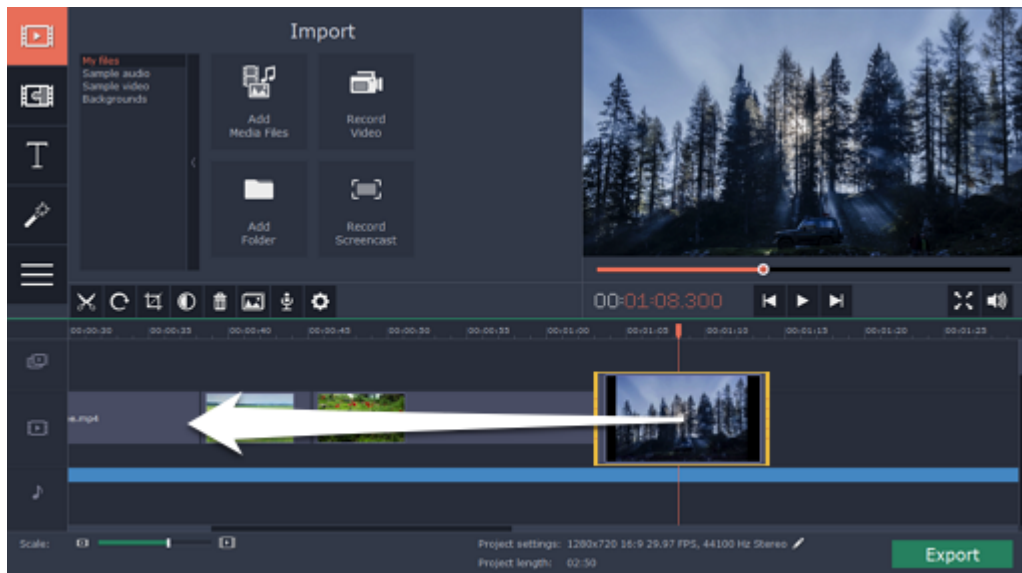 Import
My files
Sample audio
Sample video
Backgrounds
Add
Media Files
Record
Video
Add
Folder
Record
Screencast
T
00:01:08.300
00:00:30 00:00:35 00:00:40 00:00:45 00:00:50 00:00:55 00:01:00 00:01:05 00:01:10 00:01:15 00:01:20 00:01:25
e.mp4
Scale:
Project settings: 1280x720 16:9 29.97 FPS, 44100 Hz Stereo
Project length: 02:50
Export